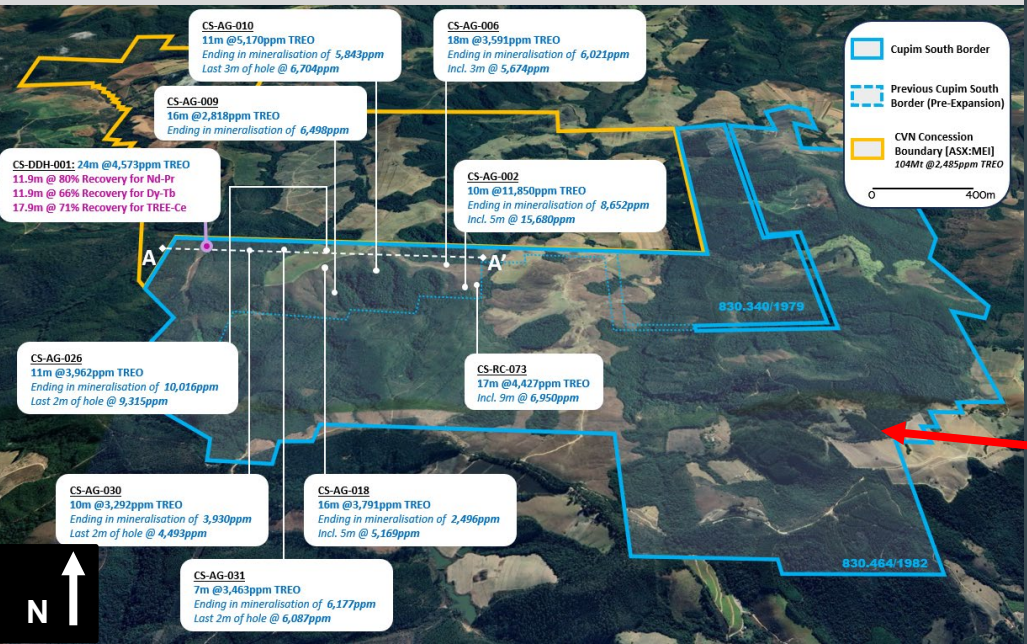 CS-AG-010
11m @5,170ppm TREO
Ending in mineralisation of 5,843ppm
Last 3m of hole @ 6,704ppm
CS-AG-006
18m @3,591ppm TREO
Ending in mineralisation of 6,021ppm
Incl. 3m @ 5,674ppm
Cupim South Border
Previous Cupim South
Border (Pre-Expansion)
CVN Concession
Boundary [ASX:MEI]
104Mt @2,485ppm TREO
0 400m
CS-AG-009
16m @2,818ppm TREO
Ending in mineralisation of 6,498ppm
CS-DDH-001: 24m @4,573ppm TREO
11.9m @ 80% Recovery for Nd-Pr
11.9m @ 66% Recovery for Dy-Tb
17.9m @ 71% Recovery for TREE-Ce
CS-AG-002
10m @11,850ppm TREO
Ending in mineralisation of 8,652ppm
Incl. 5m @ 15,680ppm
A
A'
830.340/1979
CS-AG-026
11m @3,962ppm TREO
Ending in mineralisation of 10,016ppm
Last 2m of hole @ 9,315ppm
CS-RC-073
17m @4,427ppm TREO
Incl. 9m @ 6,950ppm
CS-AG-030
10m @3,292ppm TREO
Ending in mineralisation of 3,930ppm
Last 2m of hole @ 4,493ppm
CS-AG-018
16m @3,791ppm TREO
Ending in mineralisation of 2,496ppm
Incl. 5m @ 5,169ppm
830.464/1982
CS-AG-031
7m @3,463ppm TREO
Ending in mineralisation of 6,177ppm
Last 2m of hole @ 6,087ppm
N